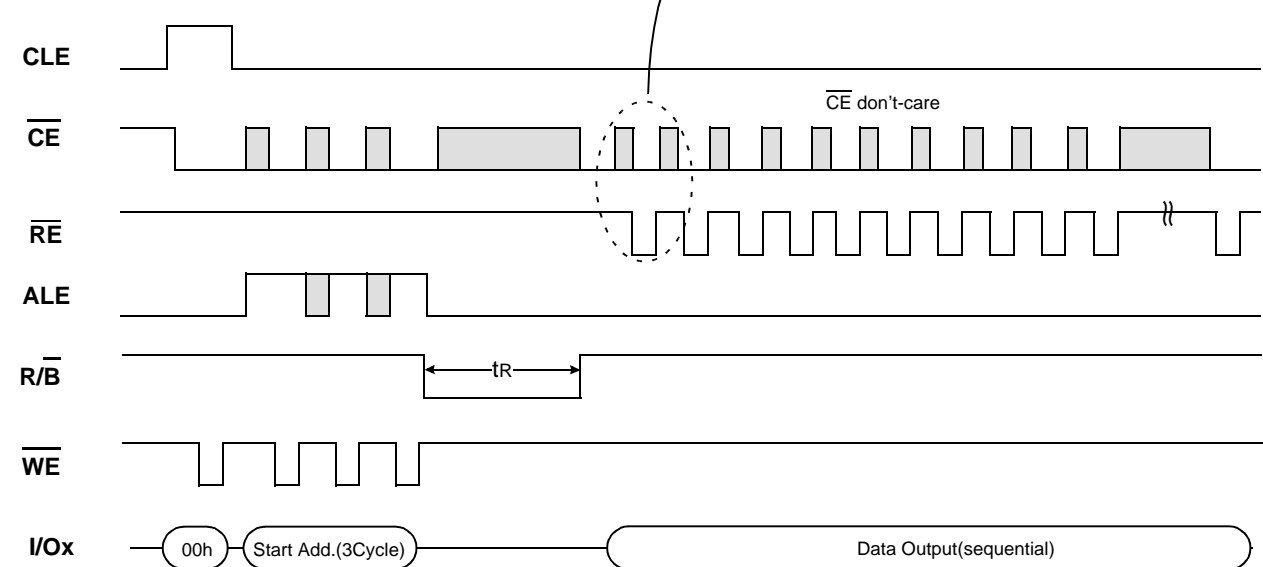 CLE
CE don't-care
CE
RE
ALE
R/B
tR
WE
I/Ox
00h
Start Add.(3Cycle)
Data Output(sequential)